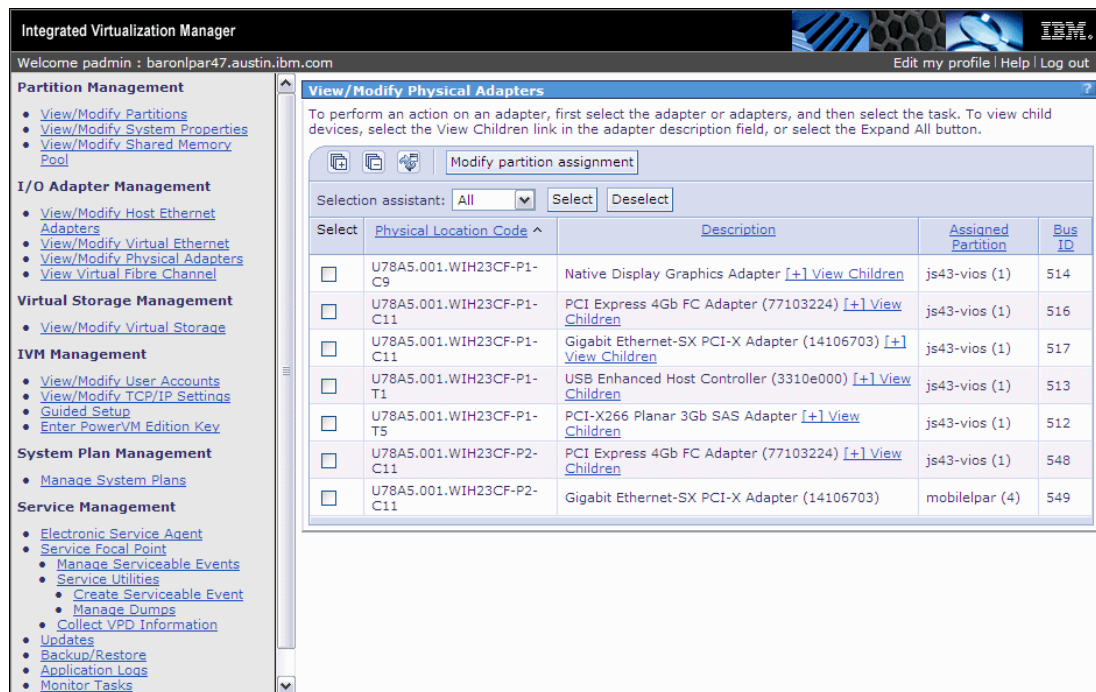 Integrated Virtualization Manager
IBM.
Welcome padmin : baronlpar47.austin.ibm.com
Edit my profile | Help | Log out
Partition Management
View/Modify Partitions
View/Modify System Properties
View/Modify Shared Memory
Pool
I/O Adapter Management
View/Modify Host Ethernet
Adapters
View/Modify Virtual Ethernet
View/Modify Physical Adapters
View Virtual Fibre Channel
Virtual Storage Management
View/Modify Virtual Storage
IVM Management
View/Modify User Accounts
View/Modify TCP/IP Settings
Guided Setup
Enter PowerVM Edition Key
System Plan Management
Manage System Plans
Service Management
Electronic Service Agent
Service Focal Point
Manage Serviceable Events
Service Utilities
Create Serviceable Event
Manage Dumps
Collect VPD Information
Updates
Backup/Restore
Application Logs
Monitor Tasks
View/Modify Physical Adapters
?
To perform an action on an adapter, first select the adapter or adapters, and then select the task. To view child
devices, select the View Children link in the adapter description field, or select the Expand All button.
Modify partition assignment
Selection assistant: All Select Deselect
Select Physical Location Code ^ Description Assigned Partition Bus ID
U78A5.001.WIH23CF-P1-C9 Native Display Graphics Adapter [+] View Children js43-vios (1) 514
U78A5.001.WIH23CF-P1-C11 PCI Express 4Gb FC Adapter (77103224) [+] View Children js43-vios (1) 516
U78A5.001.WIH23CF-P1-C11 Gigabit Ethernet-SX PCI-X Adapter (14106703) [+] View Children js43-vios (1) 517
U78A5.001.WIH23CF-P1-T1 USB Enhanced Host Controller (3310e000) [+] View Children js43-vios (1) 513
U78A5.001.WIH23CF-P1-T5 PCI-X266 Planar 3Gb SAS Adapter [+] View Children js43-vios (1) 512
U78A5.001.WIH23CF-P2-C11 PCI Express 4Gb FC Adapter (77103224) [+] View Children js43-vios (1) 548
U78A5.001.WIH23CF-P2-C11 Gigabit Ethernet-SX PCI-X Adapter (14106703) mobilelpar (4) 549